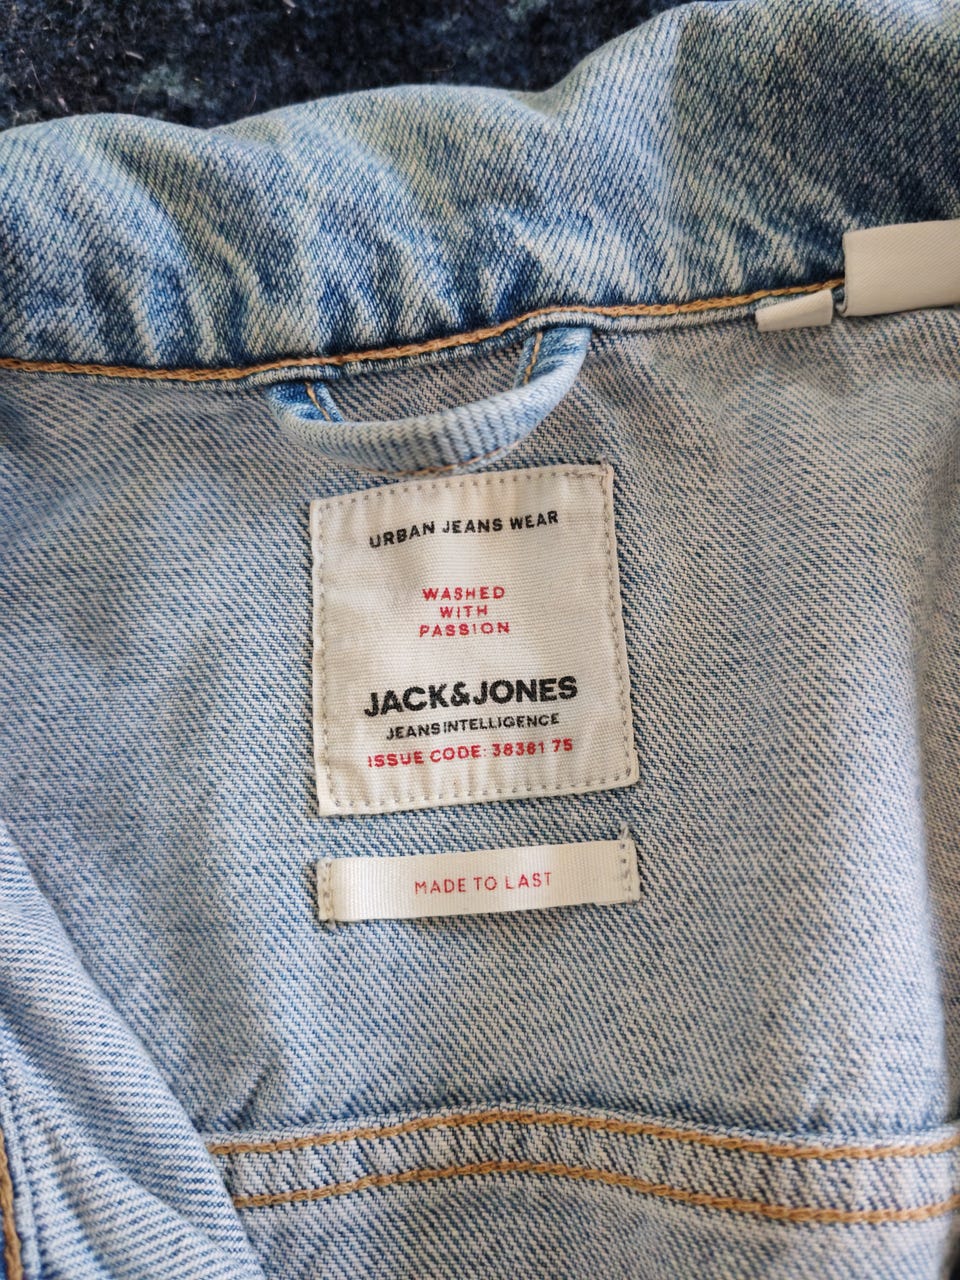 URBAN JEANS WEAR
WASHED
WITH
PASSION
JACK&JONES
JEANS INTELLIGENCE
ISSUE CODE: 38381 75
MADE TO LAST